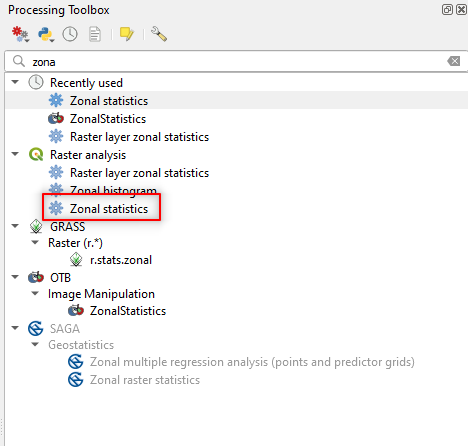 Processing Toolbox
zona
Recently used
Zonal statistics
ZonalStatistics
Raster layer zonal statistics
Raster analysis
Raster layer zonal statistics
Zonal histogram
Zonal statistics
GRASS
Raster (r.*)
r.stats.zonal
OTB
Image Manipulation
ZonalStatistics
SAGA
Geostatistics
Zonal multiple regression analysis (points and predictor grids)
Zonal raster statistics